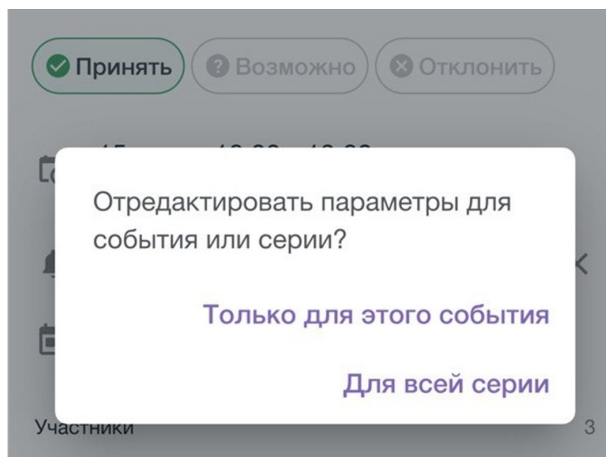 Принять Возможно Отклонить
Отредактировать параметры для
события или серии?
Только для этого события
Для всей серии
Участники 3